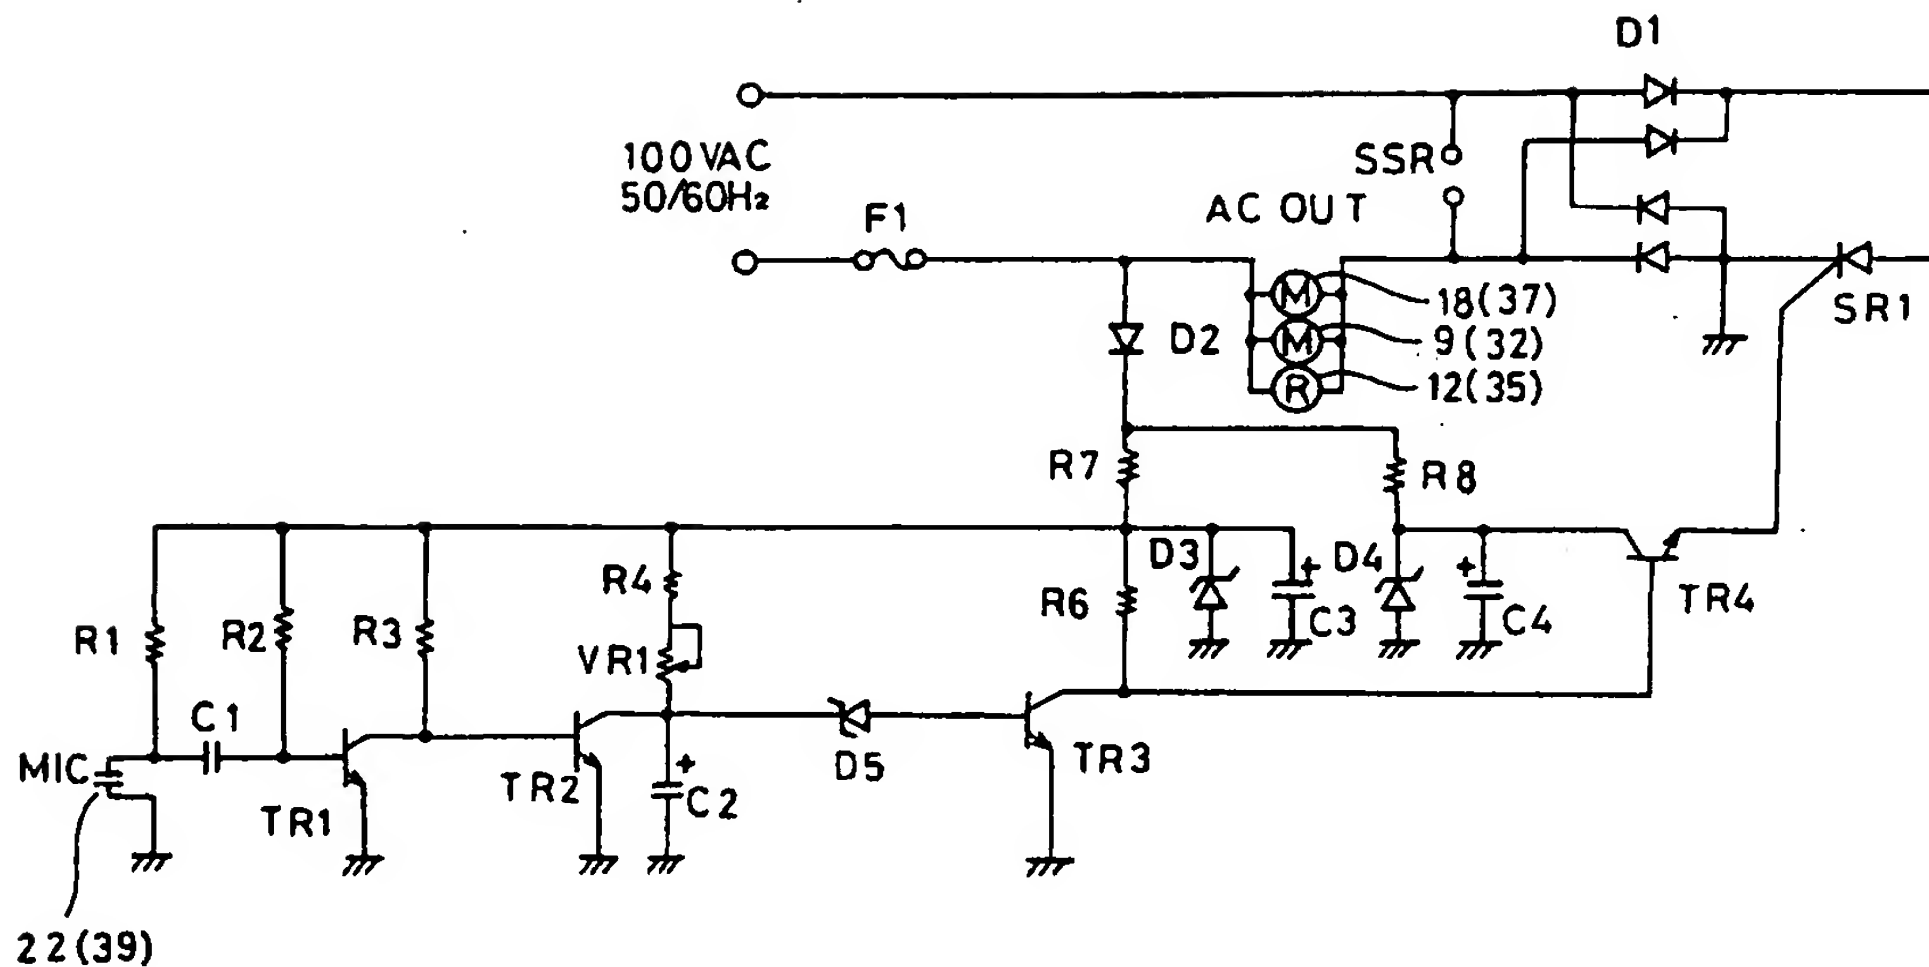 D1
100VAC
50/60Hz
SSR
AC OUT
F1
18(37)
SR1
9(32)
D2
12(35)
R7
R8
D3
+
D4
+
R4
R6
TR4
C3
C4
R1
R2
R3
VR1
C1
MIC
TR3
+
D5
TR2
C2
TR1
M
M
R
22(39)